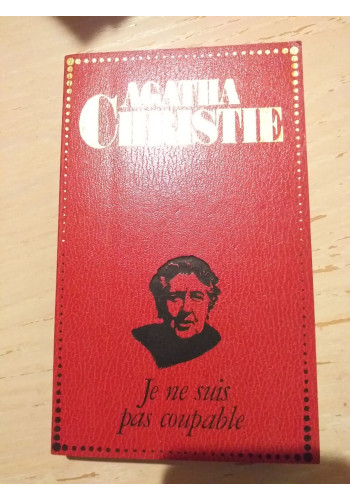 AGATHA
CHRISTIE
Je ne suis
pas coupable